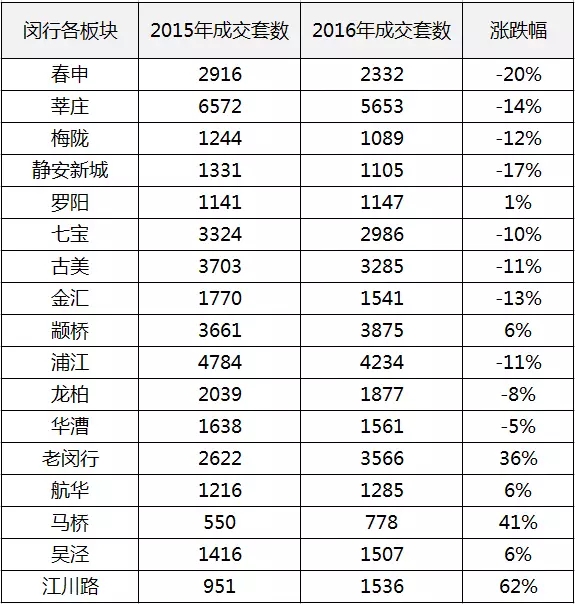 闵行各板块 2015年成交套数 2016年成交套数 涨跌幅
春申 2916 2332 -20%
莘庄 6572 5653 -14%
梅陇 1244 1089 -12%
静安新城 1331 1105 -17%
罗阳 1141 1147 1%
七宝 3324 2986 -10%
古美 3703 3285 -11%
金汇 1770 1541 -13%
颛桥 3661 3875 6%
浦江 4784 4234 -11%
龙柏 2039 1877 -8%
华漕 1638 1561 -5%
老闵行 2622 3566 36%
航华 1216 1285 6%
马桥 550 778 41%
吴泾 1416 1507 6%
江川路 951 1536 62%